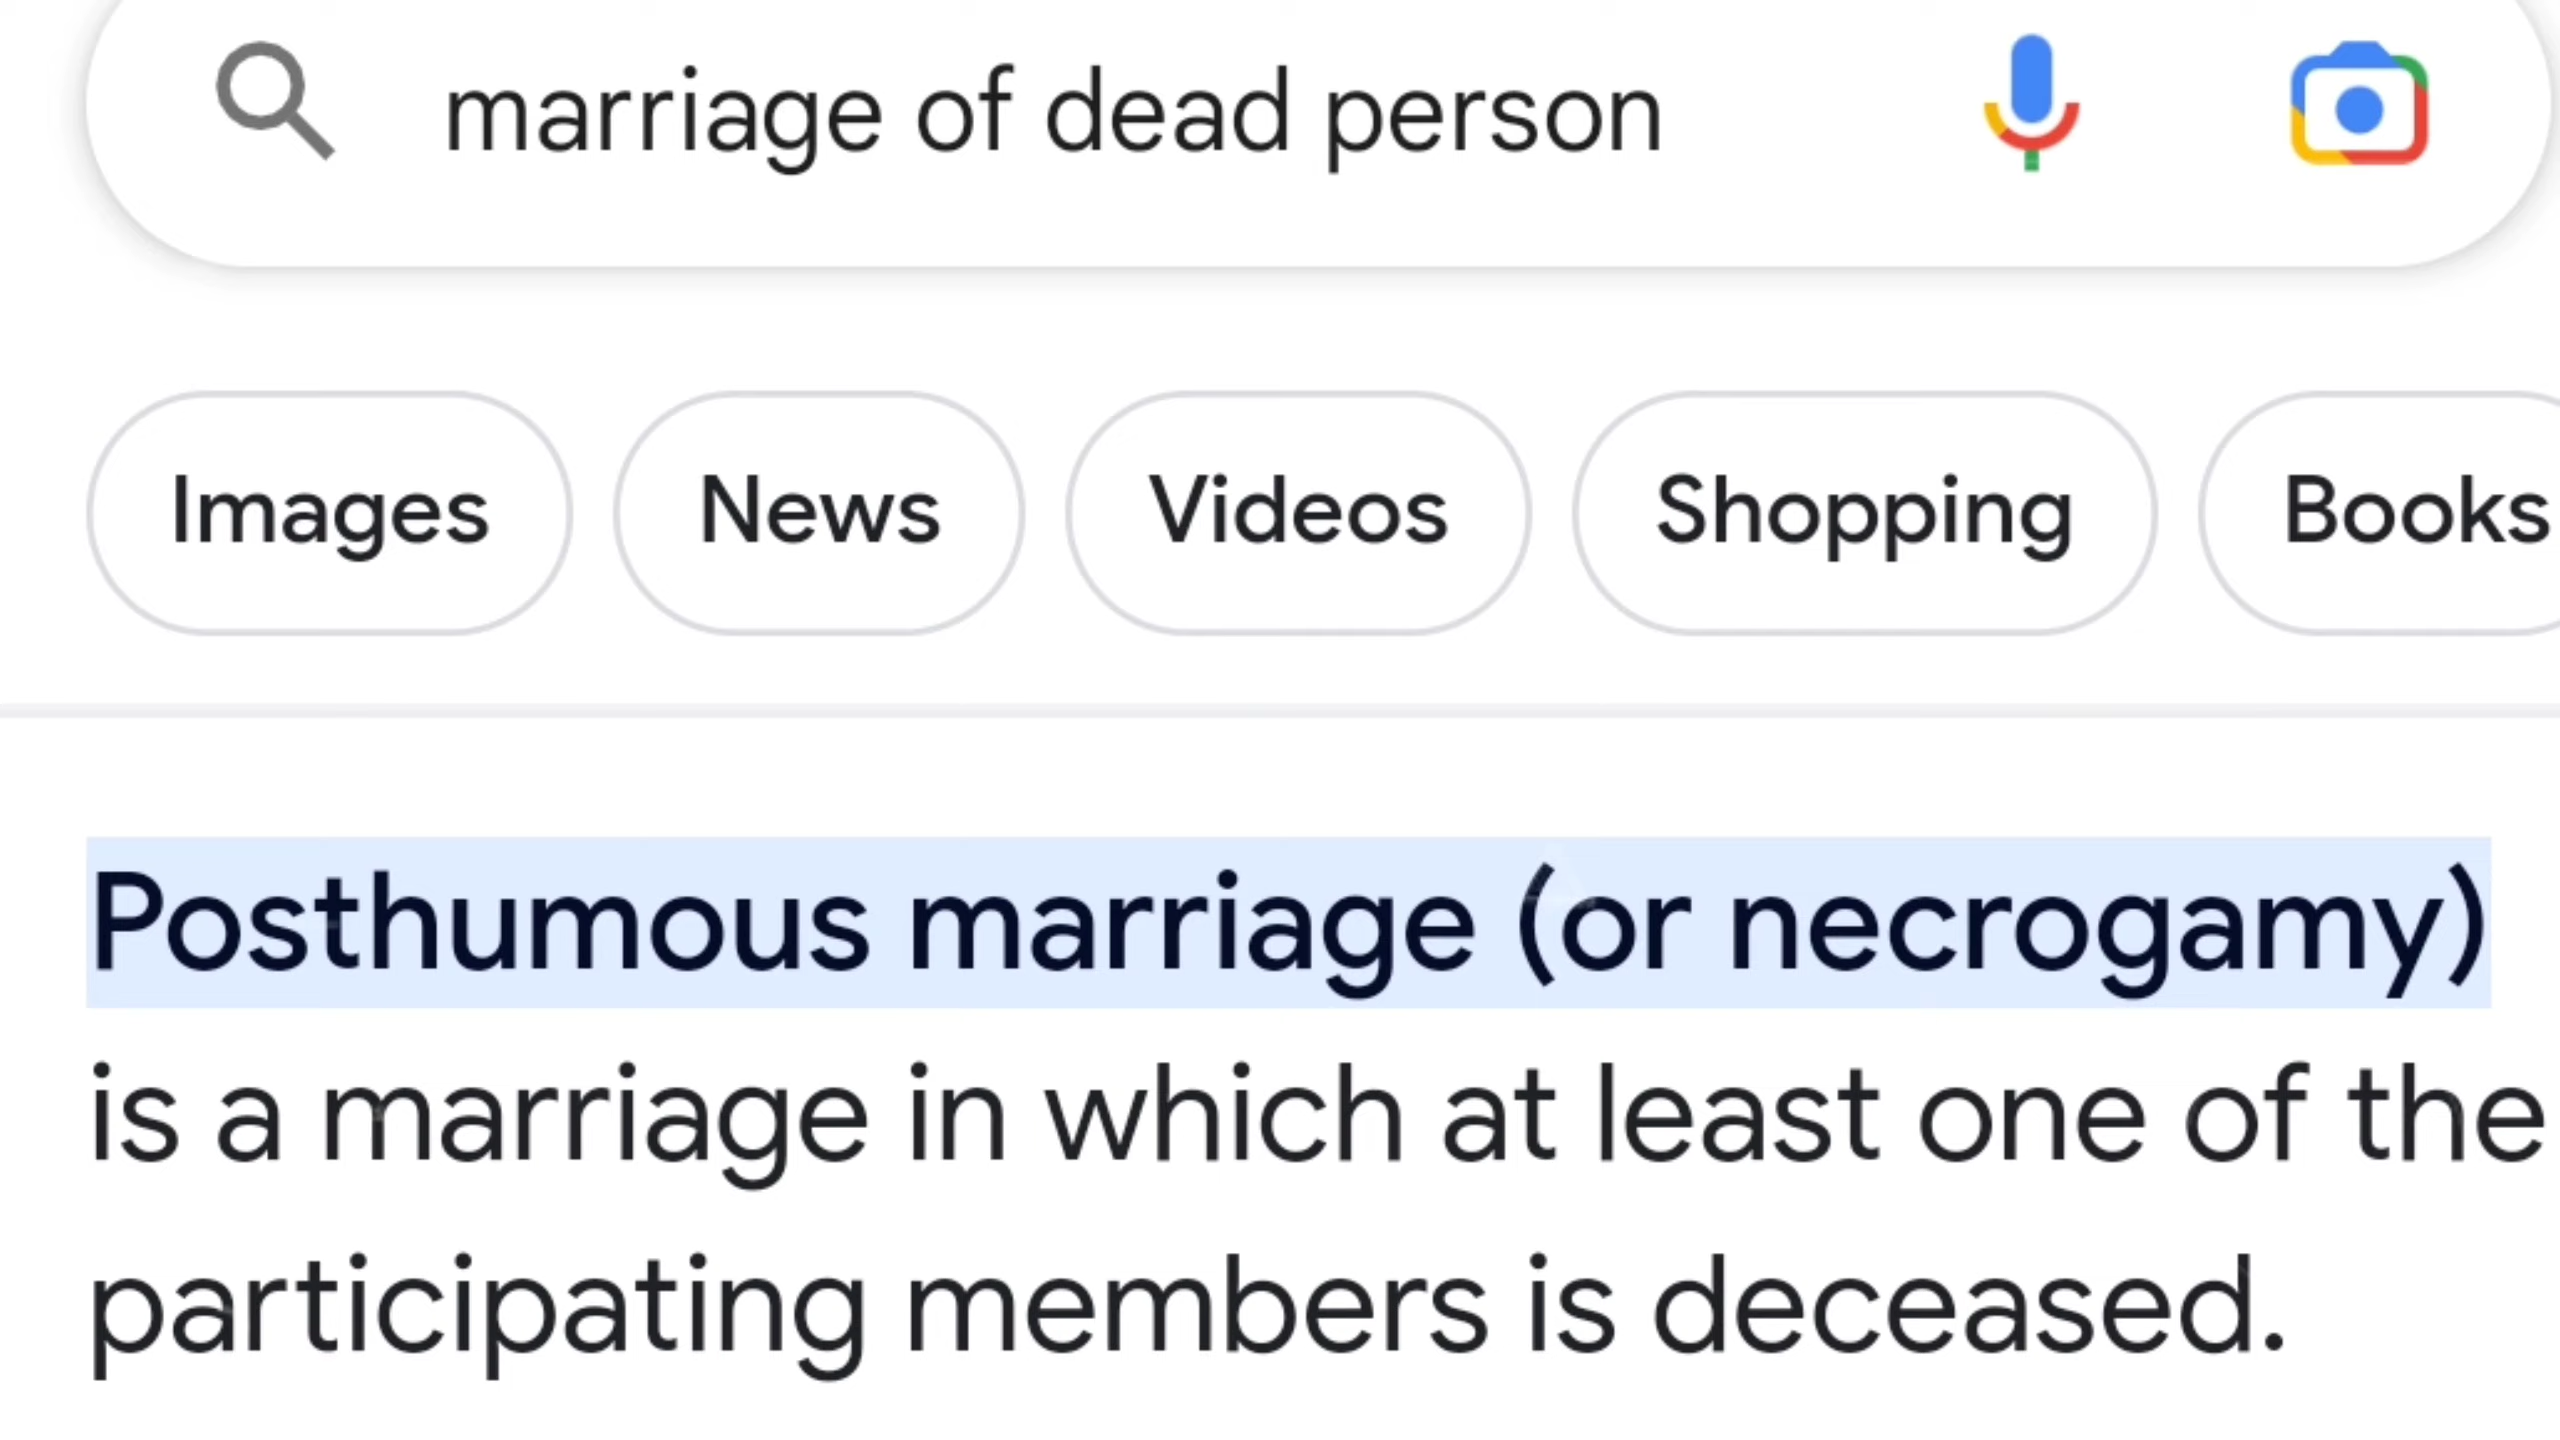 marriage of dead person
Images News Videos Shopping Books
Posthumous marriage (or necrogamy)
is a marriage in which at least one of the
participating members is deceased.